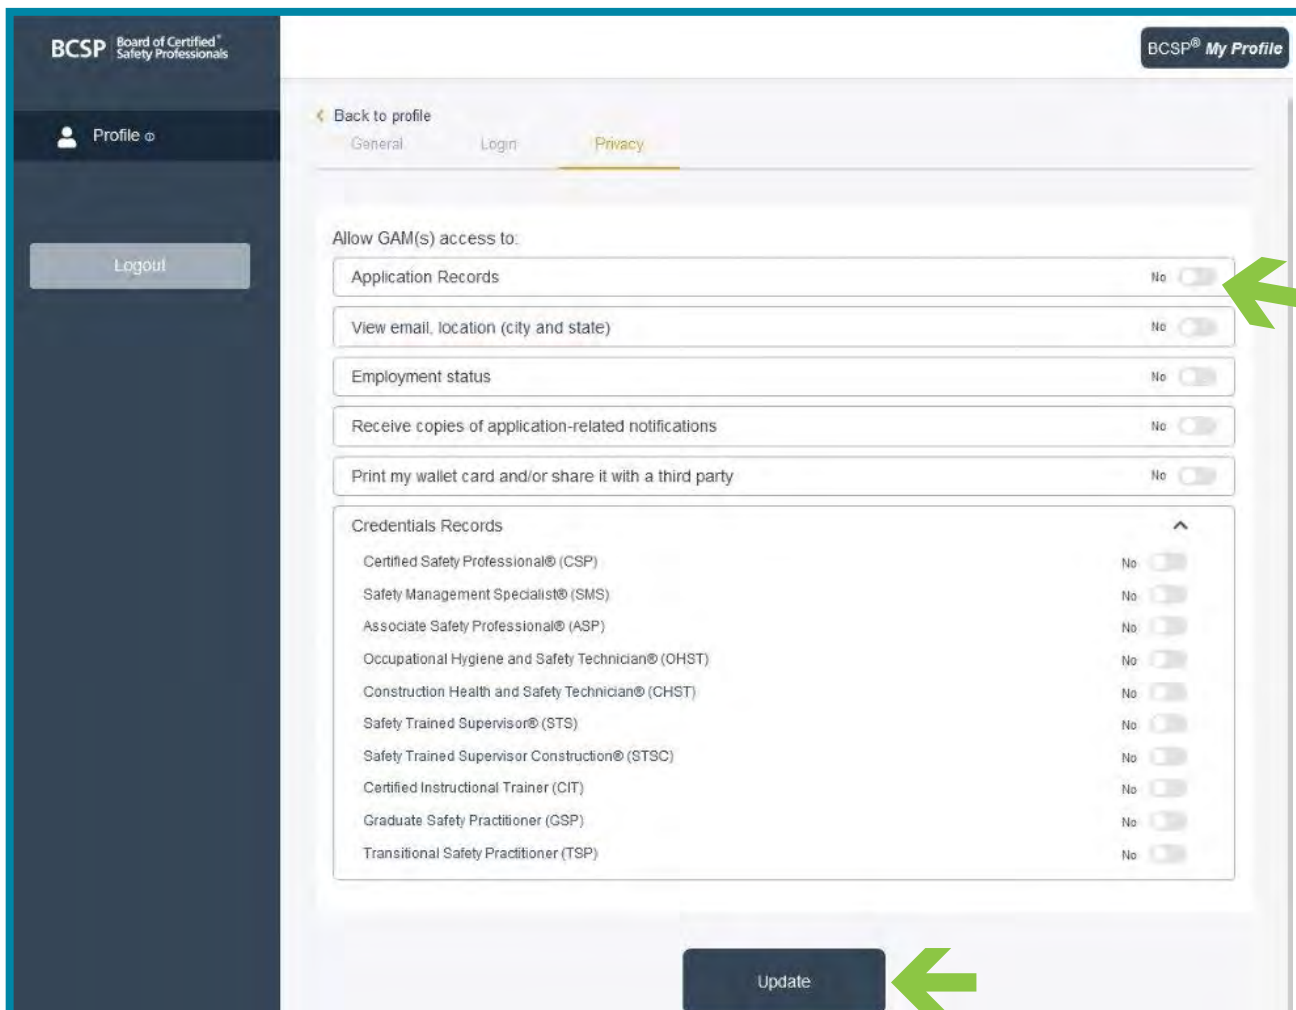 BCSP Board of Certified®
Safety Professionals
BCSP® My Profile
Profile
Logout
Back to profile
General Login Privacy
Allow GAM(s) access to:
Application Records No
View email, location (city and state) No
Employment status No
Receive copies of application-related notifications No
Print my wallet card and/or share it with a third party No
Credentials Records
Certified Safety Professional® (CSP) No
Safety Management Specialist® (SMS) No
Associate Safety Professional® (ASP) No
Occupational Hygiene and Safety Technician® (OHST) No
Construction Health and Safety Technician® (CHST) No
Safety Trained Supervisor® (STS) No
Safety Trained Supervisor Construction® (STSC) No
Certified Instructional Trainer (CIT) No
Graduate Safety Practitioner (GSP) No
Transitional Safety Practitioner (TSP) No
Update